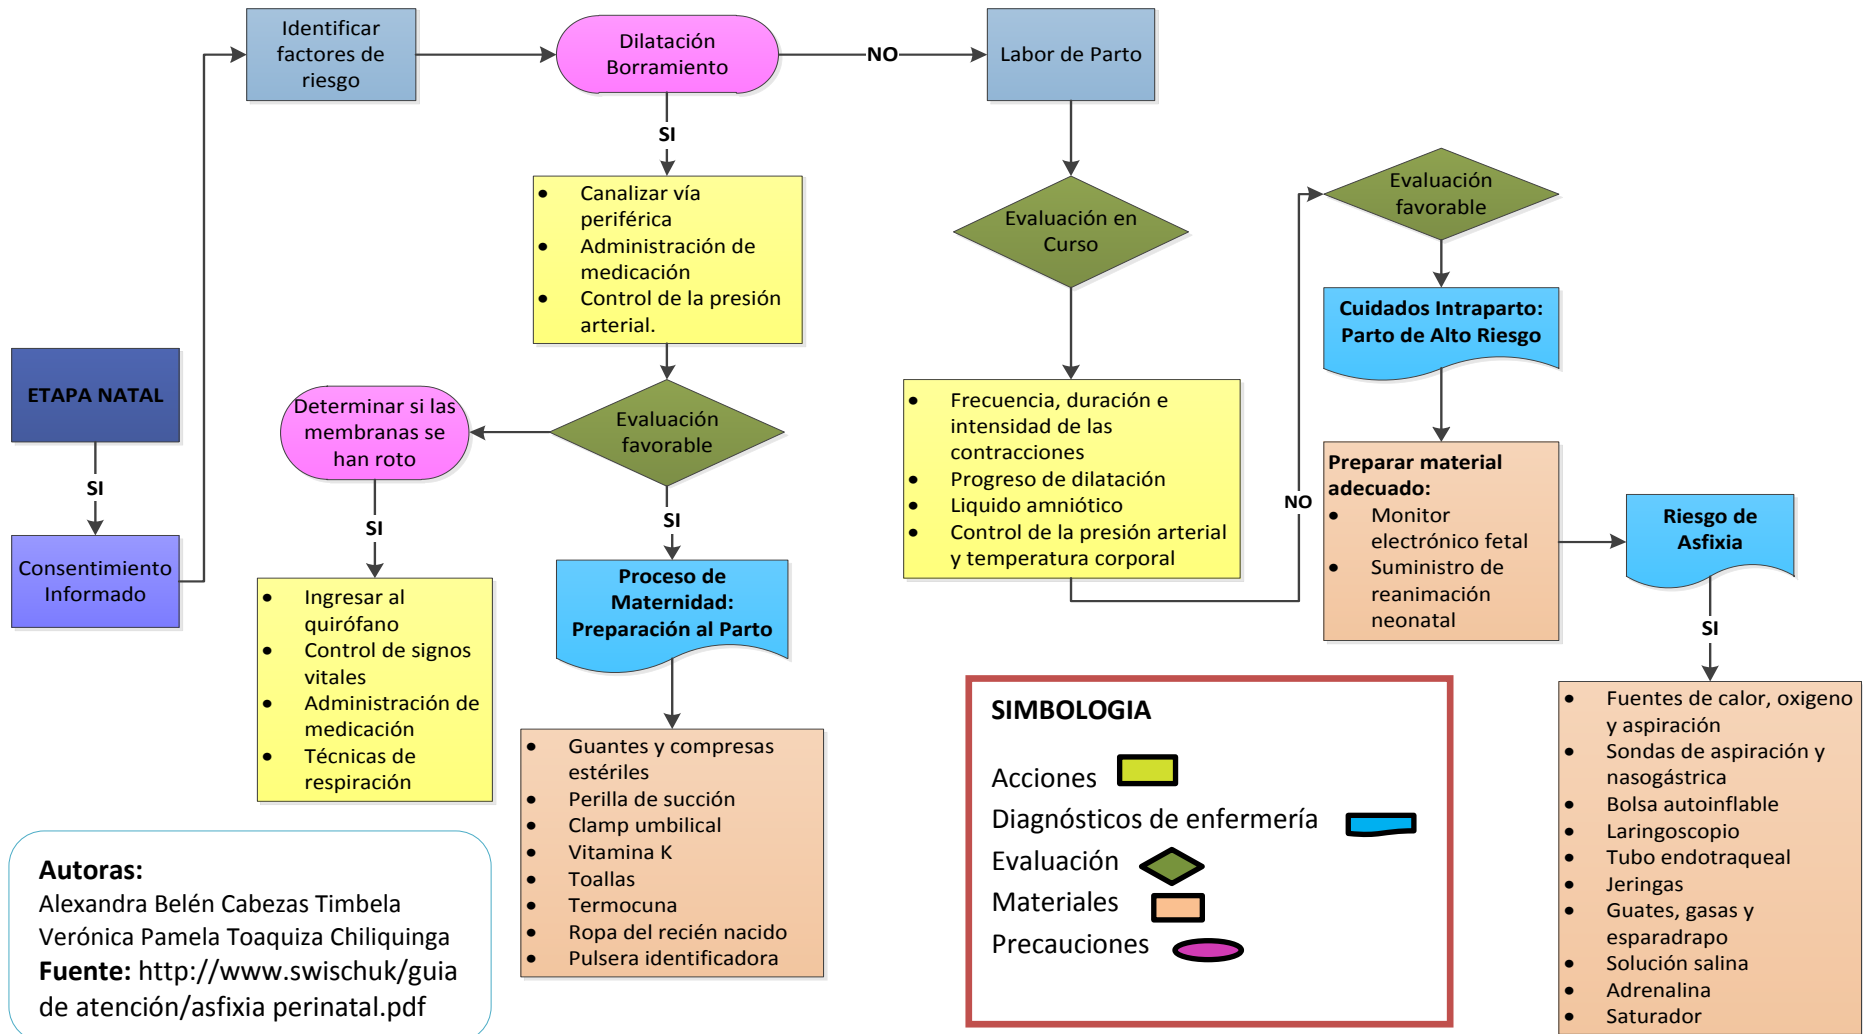 Identificar
factores de
riesgo
Dilatación
Borramiento
NO
Labor de Parto
SI
Canalizar vía
periférica
Administración de
medicación
Control de la presión
arterial.
Evaluación en
Curso
Evaluación
favorable
Cuidados Intraparto:
Parto de Alto Riesgo
ETAPA NATAL
SI
Consentimiento
Informado
Determinar si las
membranas se
han roto
Evaluación
favorable
SI
SI
Ingresar al
quirófano
Control de signos
vitales
Administración de
medicación
Técnicas de
respiración
Proceso de
Maternidad:
Preparación al Parto
Guantes y compresas
estériles
Perilla de succión
Clamp umbilical
Vitamina K
Toallas
Termocuna
Ropa del recién nacido
Pulsera identificadora
Frecuencia, duración e
intensidad de las
contracciones
Progreso de dilatación
Liquido amniótico
Control de la presión arterial
y temperatura corporal
NO
Preparar material
adecuado:
Monitor
electrónico fetal
Suministro de
reanimación
neonatal
Riesgo de
Asfixia
SI
Fuentes de calor, oxigeno
y aspiración
Sondas de aspiración y
nasogástrica
Bolsa autoinflable
Laringoscopio
Tubo endotraqueal
Jeringas
Guates, gasas y
esparadrapo
Solución salina
Adrenalina
Saturador
SIMBOLOGIA
Acciones
Diagnósticos de enfermería
Evaluación
Materiales
Precauciones
Autoras:
Alexandra Belén Cabezas Timbela
Verónica Pamela Toaquiza Chiliquinga
Fuente: http://www.swischuk/guia
de atención/asfixia perinatal.pdf